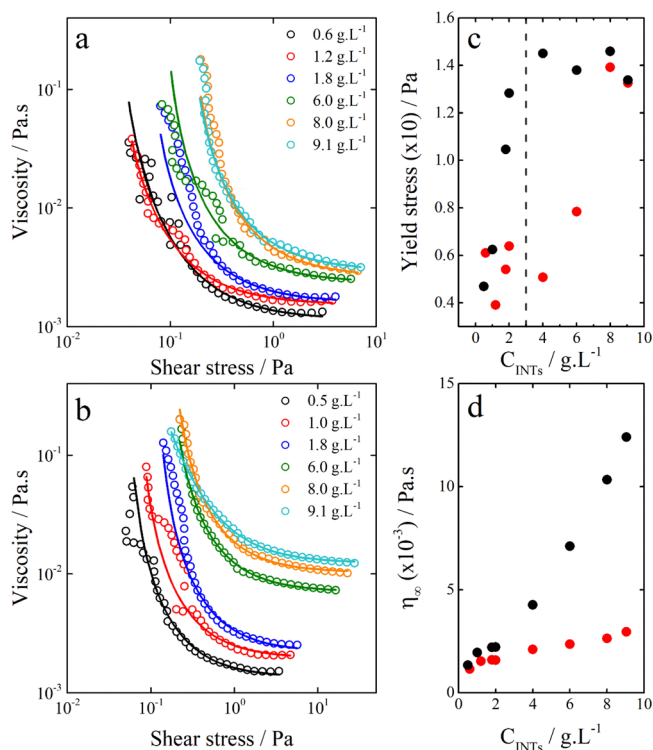 a
0.6 g.L⁻¹
1.2 g.L⁻¹
1.8 g.L⁻¹
6.0 g.L⁻¹
8.0 g.L⁻¹
9.1 g.L⁻¹
Viscosity / Pa.s
10⁻¹
10⁻²
10⁻³
10⁻² 10⁻¹ 10⁰ 10¹
Shear stress / Pa
c
Yield stress (x10) / Pa
1.6
1.4
1.2
1.0
0.8
0.6
0.4
0 2 4 6 8 10
C_INTs / g.L⁻¹
b
0.5 g.L⁻¹
1.0 g.L⁻¹
1.8 g.L⁻¹
6.0 g.L⁻¹
8.0 g.L⁻¹
9.1 g.L⁻¹
Viscosity / Pa.s
10⁻¹
10⁻²
10⁻³
10⁻² 10⁻¹ 10⁰ 10¹
Shear stress / Pa
d
η∞ (x10⁻³) / Pa.s
15
10
5
0
0 2 4 6 8 10
C_INTs / g.L⁻¹